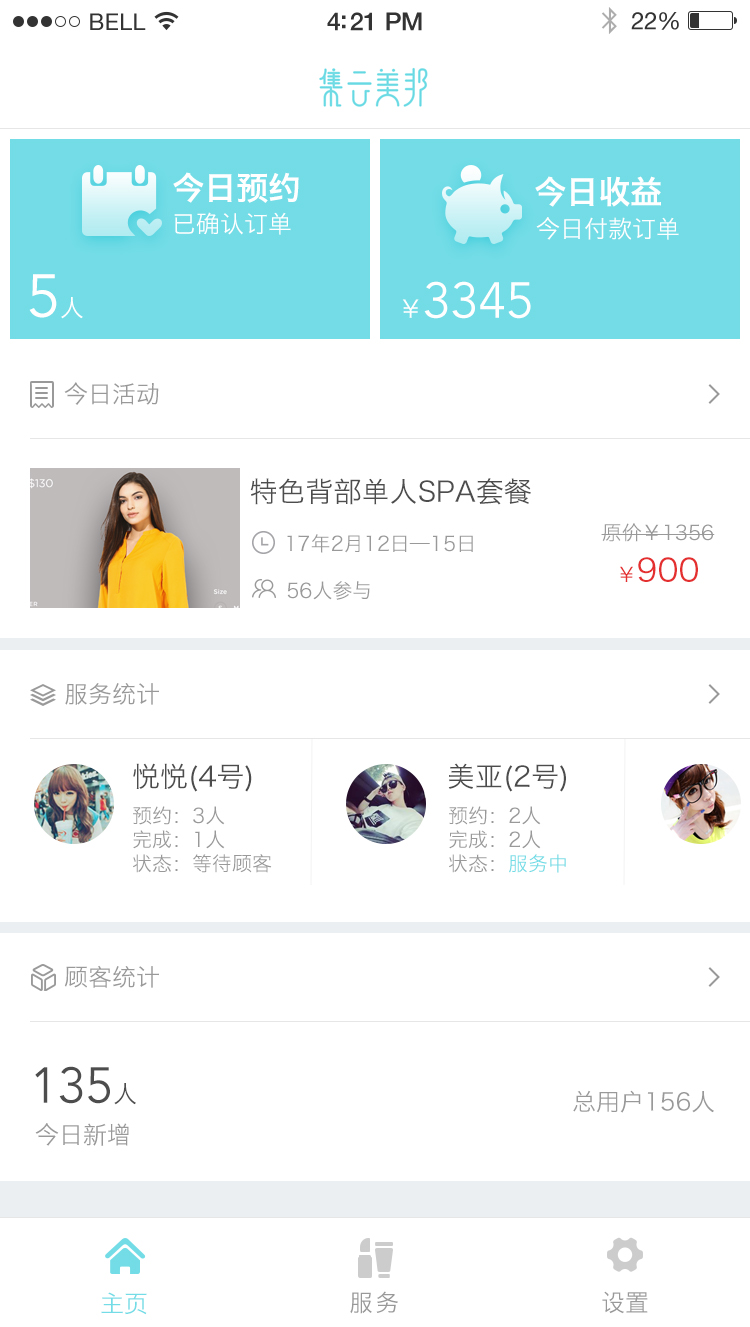 BELL
4:21 PM
22%
集云美邦
今日预约
已确认订单
5人
今日收益
今日付款订单
¥3345
今日活动
$130
Size
特色背部单人SPA套餐
17年2月12日—15日
56人参与
原价¥1356
¥900
服务统计
悦悦(4号)
预约：3人
完成：1人
状态：等待顾客
美亚(2号)
预约：2人
完成：2人
状态：服务中
顾客统计
135人
今日新增
总用户156人
主页
服务
设置